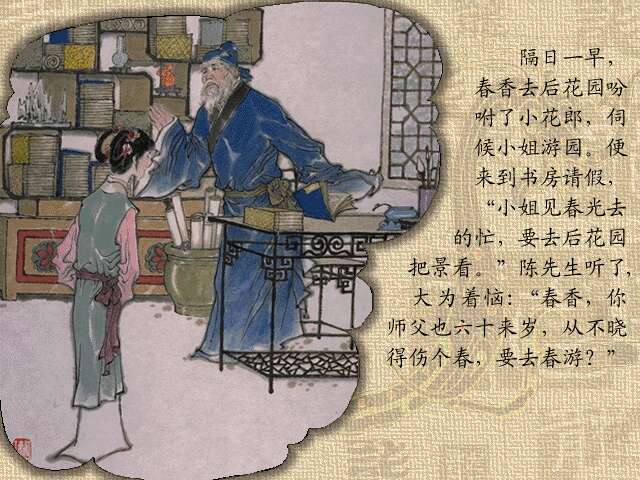 隔日一早，
春香去后花园吩
咐了小花郎，伺
候小姐游园。便
来到书房请假，
“小姐见春光去
的忙，要去后花园
把景看。”陈先生听了，
大为着恼：“春香，你
师父也六十来岁，从不晓
得伤个春，要去春游？”